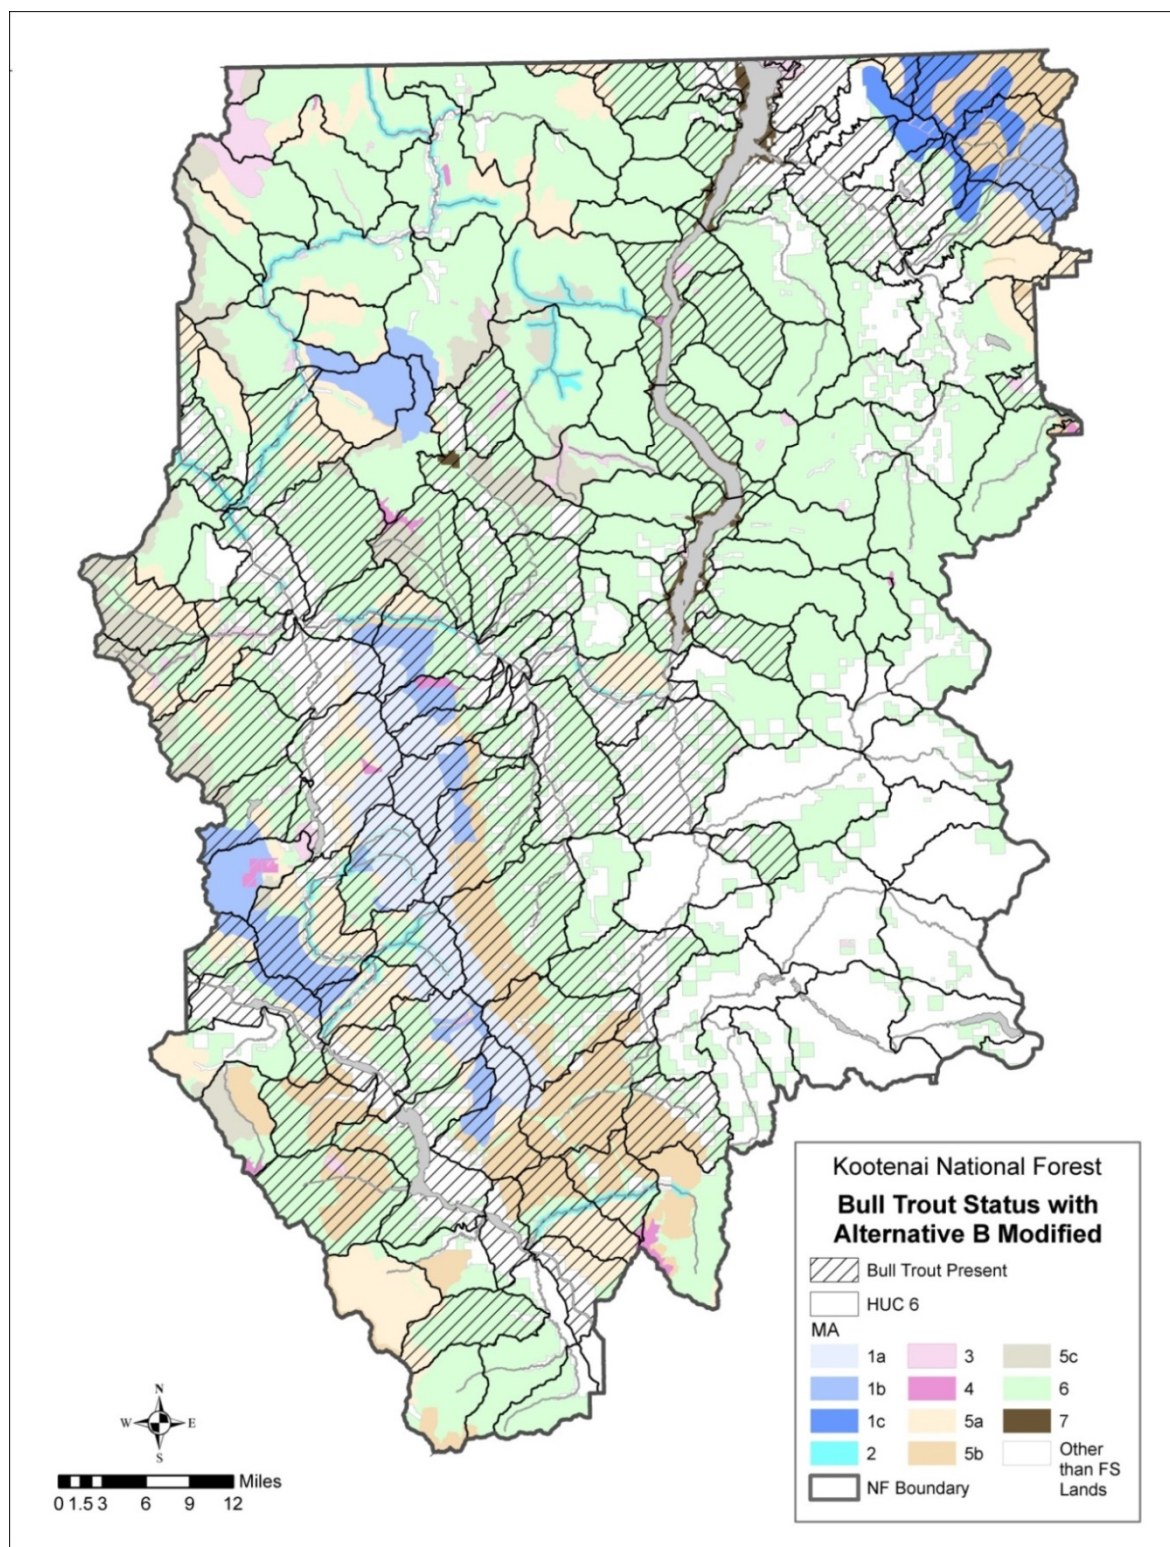 Kootenai National Forest
Bull Trout Status with
Alternative B Modified
Bull Trout Present
HUC 6
MA
1a
3
5c
1b
4
6
1c
5a
7
2
5b
Other
than FS
Lands
NF Boundary
N
W E
S
Miles
0 1.5 3 6 9 12